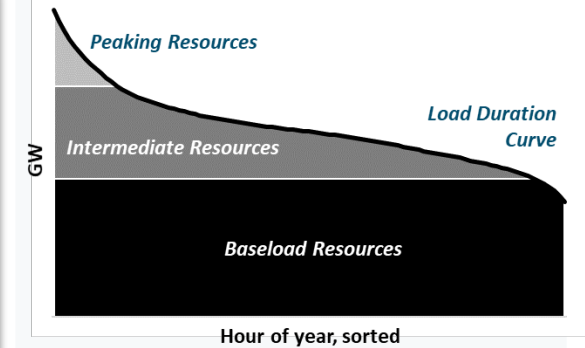 Peaking Resources
Load Duration
Curve
GW
Intermediate Resources
Baseload Resources
Hour of year, sorted